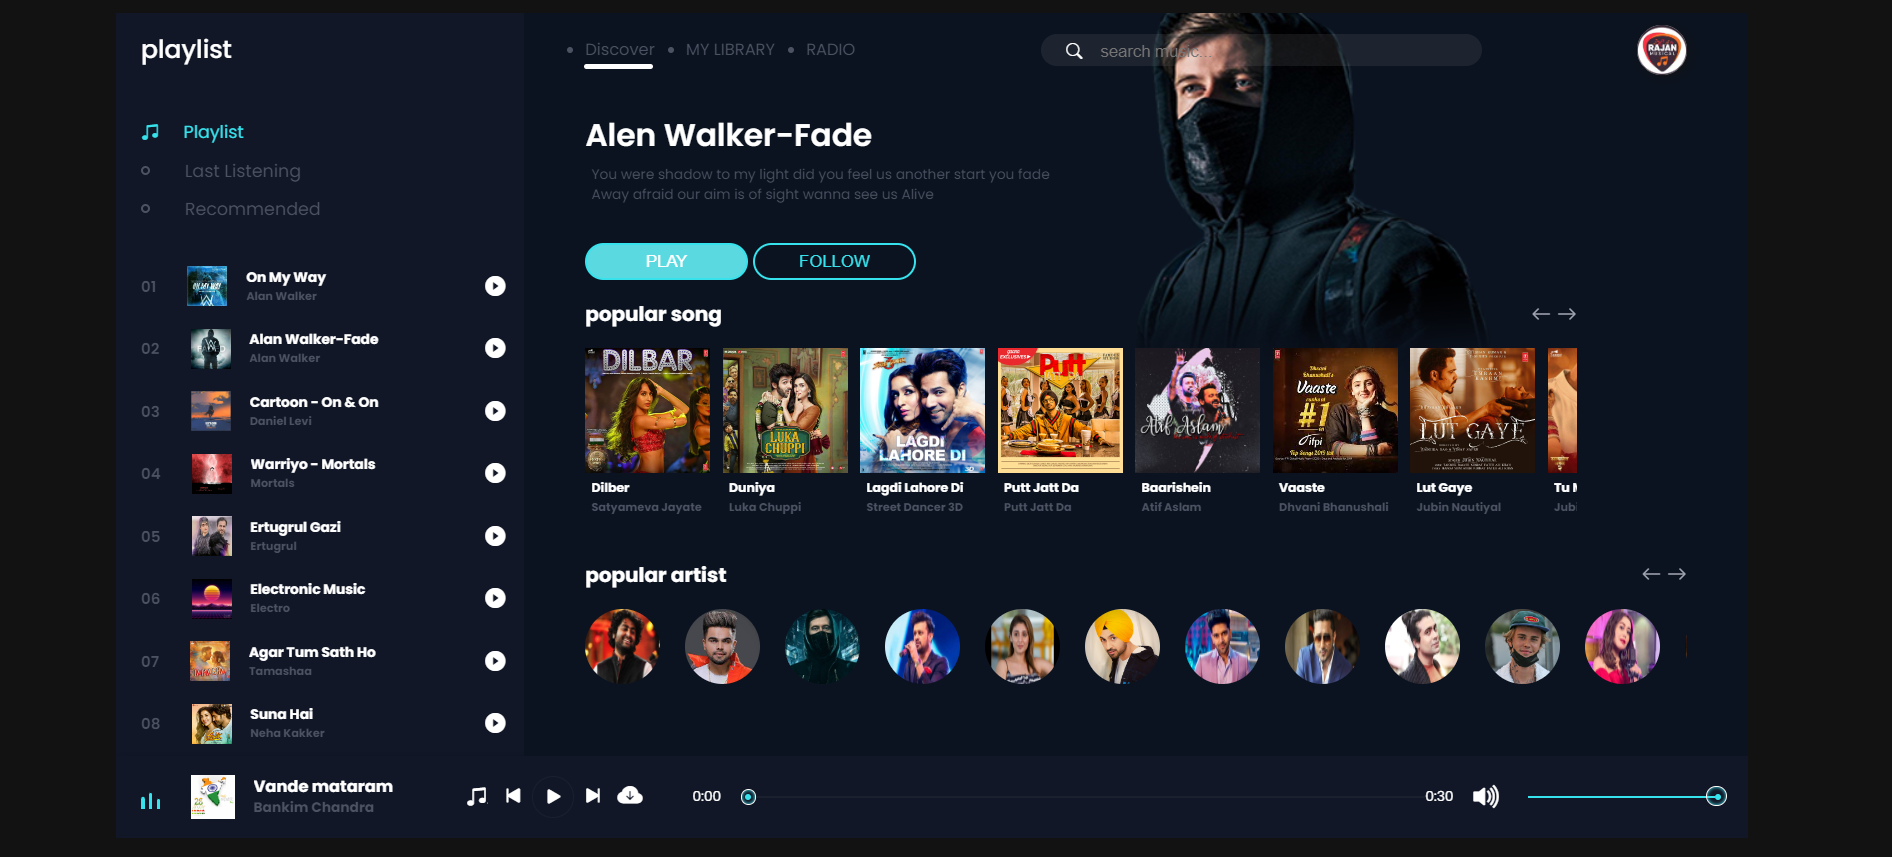 playlist
Discover
MY LIBRARY
RADIO
search music...
RAJAN
MUSICAL
Playlist
Last Listening
Recommended
Alen Walker-Fade
You were shadow to my light did you feel us another start you fade
Away afraid our aim is of sight wanna see us Alive
PLAY
FOLLOW
01
On My Way
Alan Walker
02
Alan Walker-Fade
Alan Walker
03
Cartoon - On & On
Daniel Levi
04
Warriyo - Mortals
Mortals
05
Ertugrul Gazi
Ertugrul
06
Electronic Music
Electro
07
Agar Tum Sath Ho
Tamashaa
08
Suna Hai
Neha Kakker
popular song
DILBAR
LUKA
CHUPPI
LAGDI
LAHORE DI
EXCLUSIVES
Putt
Atif Aslam
Vaaste
#1
ifpi
LUT GAYE
Dilber
Satyameva Jayate
Duniya
Luka Chuppi
Lagdi Lahore Di
Street Dancer 3D
Putt Jatt Da
Putt Jatt Da
Baarishein
Atif Aslam
Vaaste
Dhvani Bhanushali
Lut Gaye
Jubin Nautiyal
Tu
Jubi
popular artist
Vande mataram
Bankim Chandra
0:00
0:30